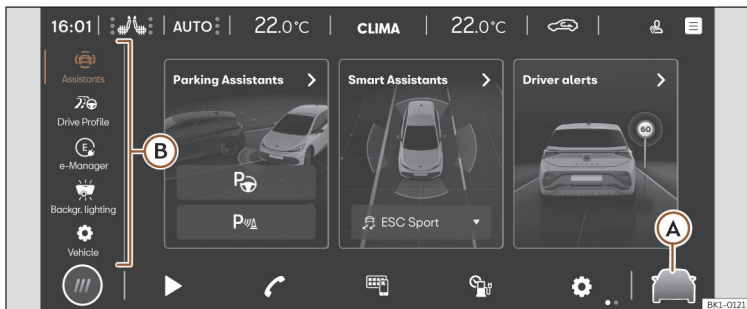 16:01 AUTO 22.0°C CLIMA 22.0°C
Assistants
Drive Profile
E
e-Manager
Backgr. lighting
Vehicle
B
Parking Assistants
P
P
Smart Assistants
ESC Sport
Driver alerts
60
A
BK1-0121